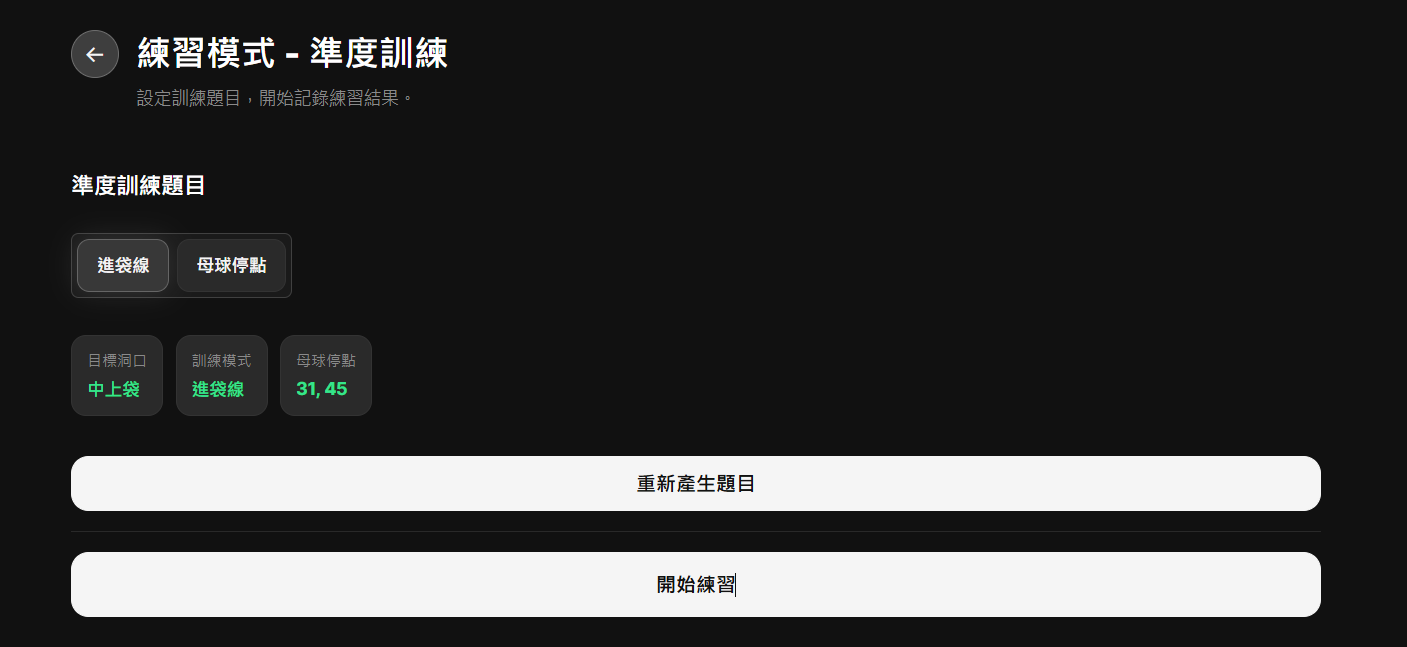 練習模式 - 準度訓練
設定訓練題目，開始記錄練習結果。
準度訓練題目
進袋線 母球停點
目標洞口 訓練模式 母球停點
中上袋 進袋線 31, 45
重新產生題目
開始練習